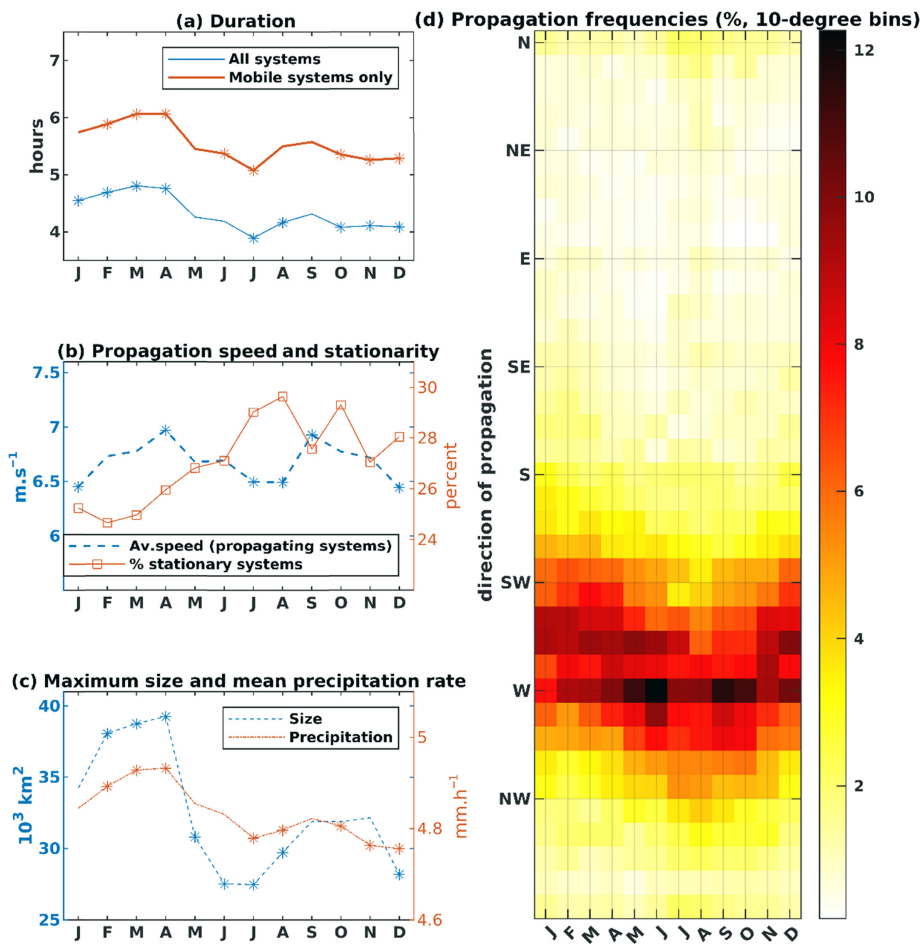 (a) Duration
7
6
5
4
hours
All systems
Mobile systems only
J F M A M J J A S O N D
(b) Propagation speed and stationarity
7.5
7
6.5
6
m.s⁻¹
30
28
26
24
percent
Av.speed (propagating systems)
% stationary systems
J F M A M J J A S O N D
(c) Maximum size and mean precipitation rate
40
35
30
25
10³ km²
5
4.8
4.6
mm.h⁻¹
Size
Precipitation
J F M A M J J A S O N D
(d) Propagation frequencies (%, 10-degree bins)
direction of propagation
N
NE
E
SE
S
SW
W
NW
J F M A M J J A S O N D
12
10
8
6
4
2